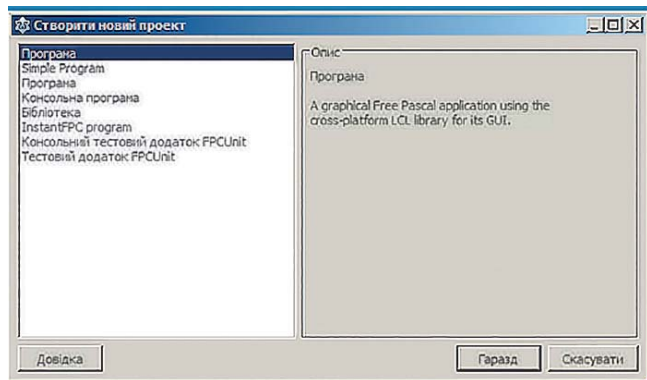 Створити новий проект
Програма
Simple Program
Програма
Консольна програма
Бібліотека
InstantFPC program
Консольний тестовий додаток FPCUnit
Тестовий додаток FPCUnit
Опис
Програма
A graphical Free Pascal application using the
cross-platform LCL library for its GUI.
Довідка
Гаразд
Скасувати